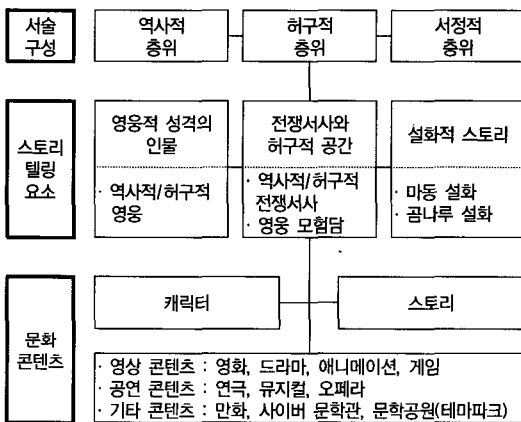 서술
구성
역사적
층위
허구적
층위
서정적
층위
스토리
텔링
요소
영웅적 성격의
인물
· 역사적/허구적
영웅
전쟁서사와
허구적 공간
· 역사적/허구적
전쟁서사
· 영웅 모험담
설화적 스토리
· 마동 설화
· 곰나루 설화
문화
콘텐츠
캐릭터
스토리
· 영상 콘텐츠 : 영화, 드라마, 애니메이션, 게임
· 공연 콘텐츠 : 연극, 뮤지컬, 오페라
· 기타 콘텐츠 : 만화, 사이버 문학관, 문학공원(테마파크)